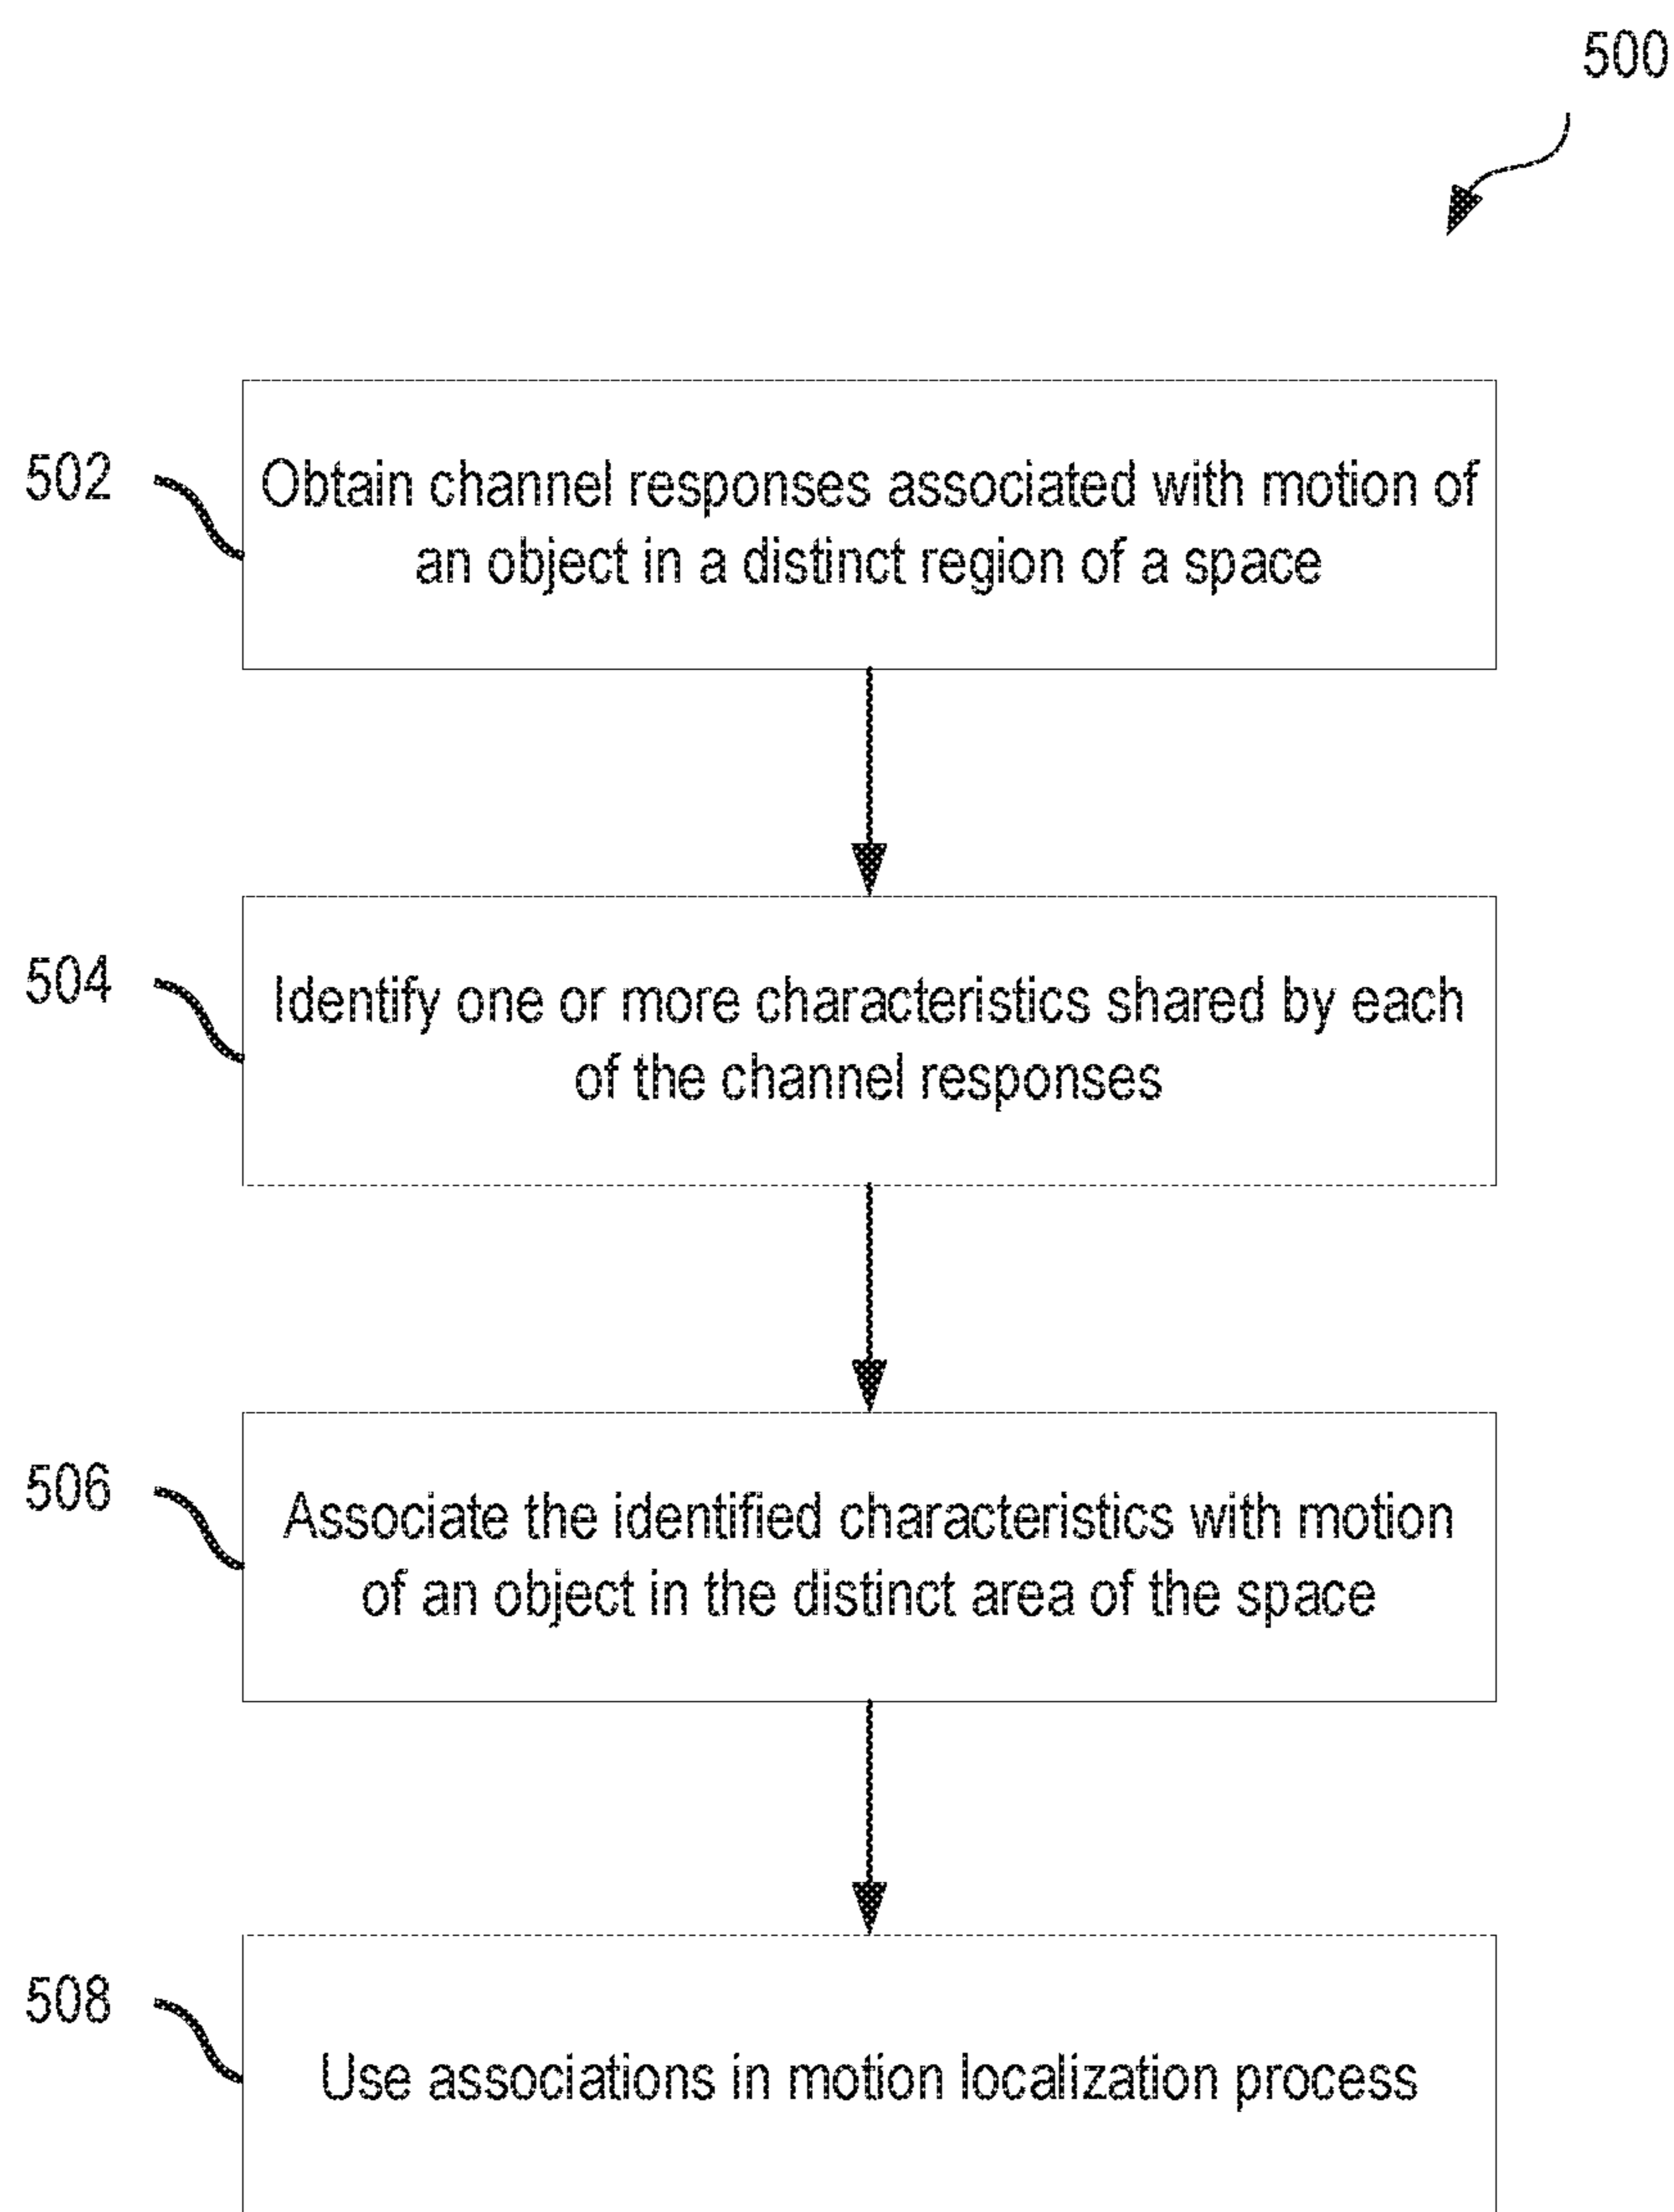 500
502
Obtain channel responses associated with motion of
an object in a distinct region of a space
504
Identify one or more characteristics shared by each
of the channel responses
506
Associate the identified characteristics with motion
of an object in the distinct area of the space
508
Use associations in motion localization process